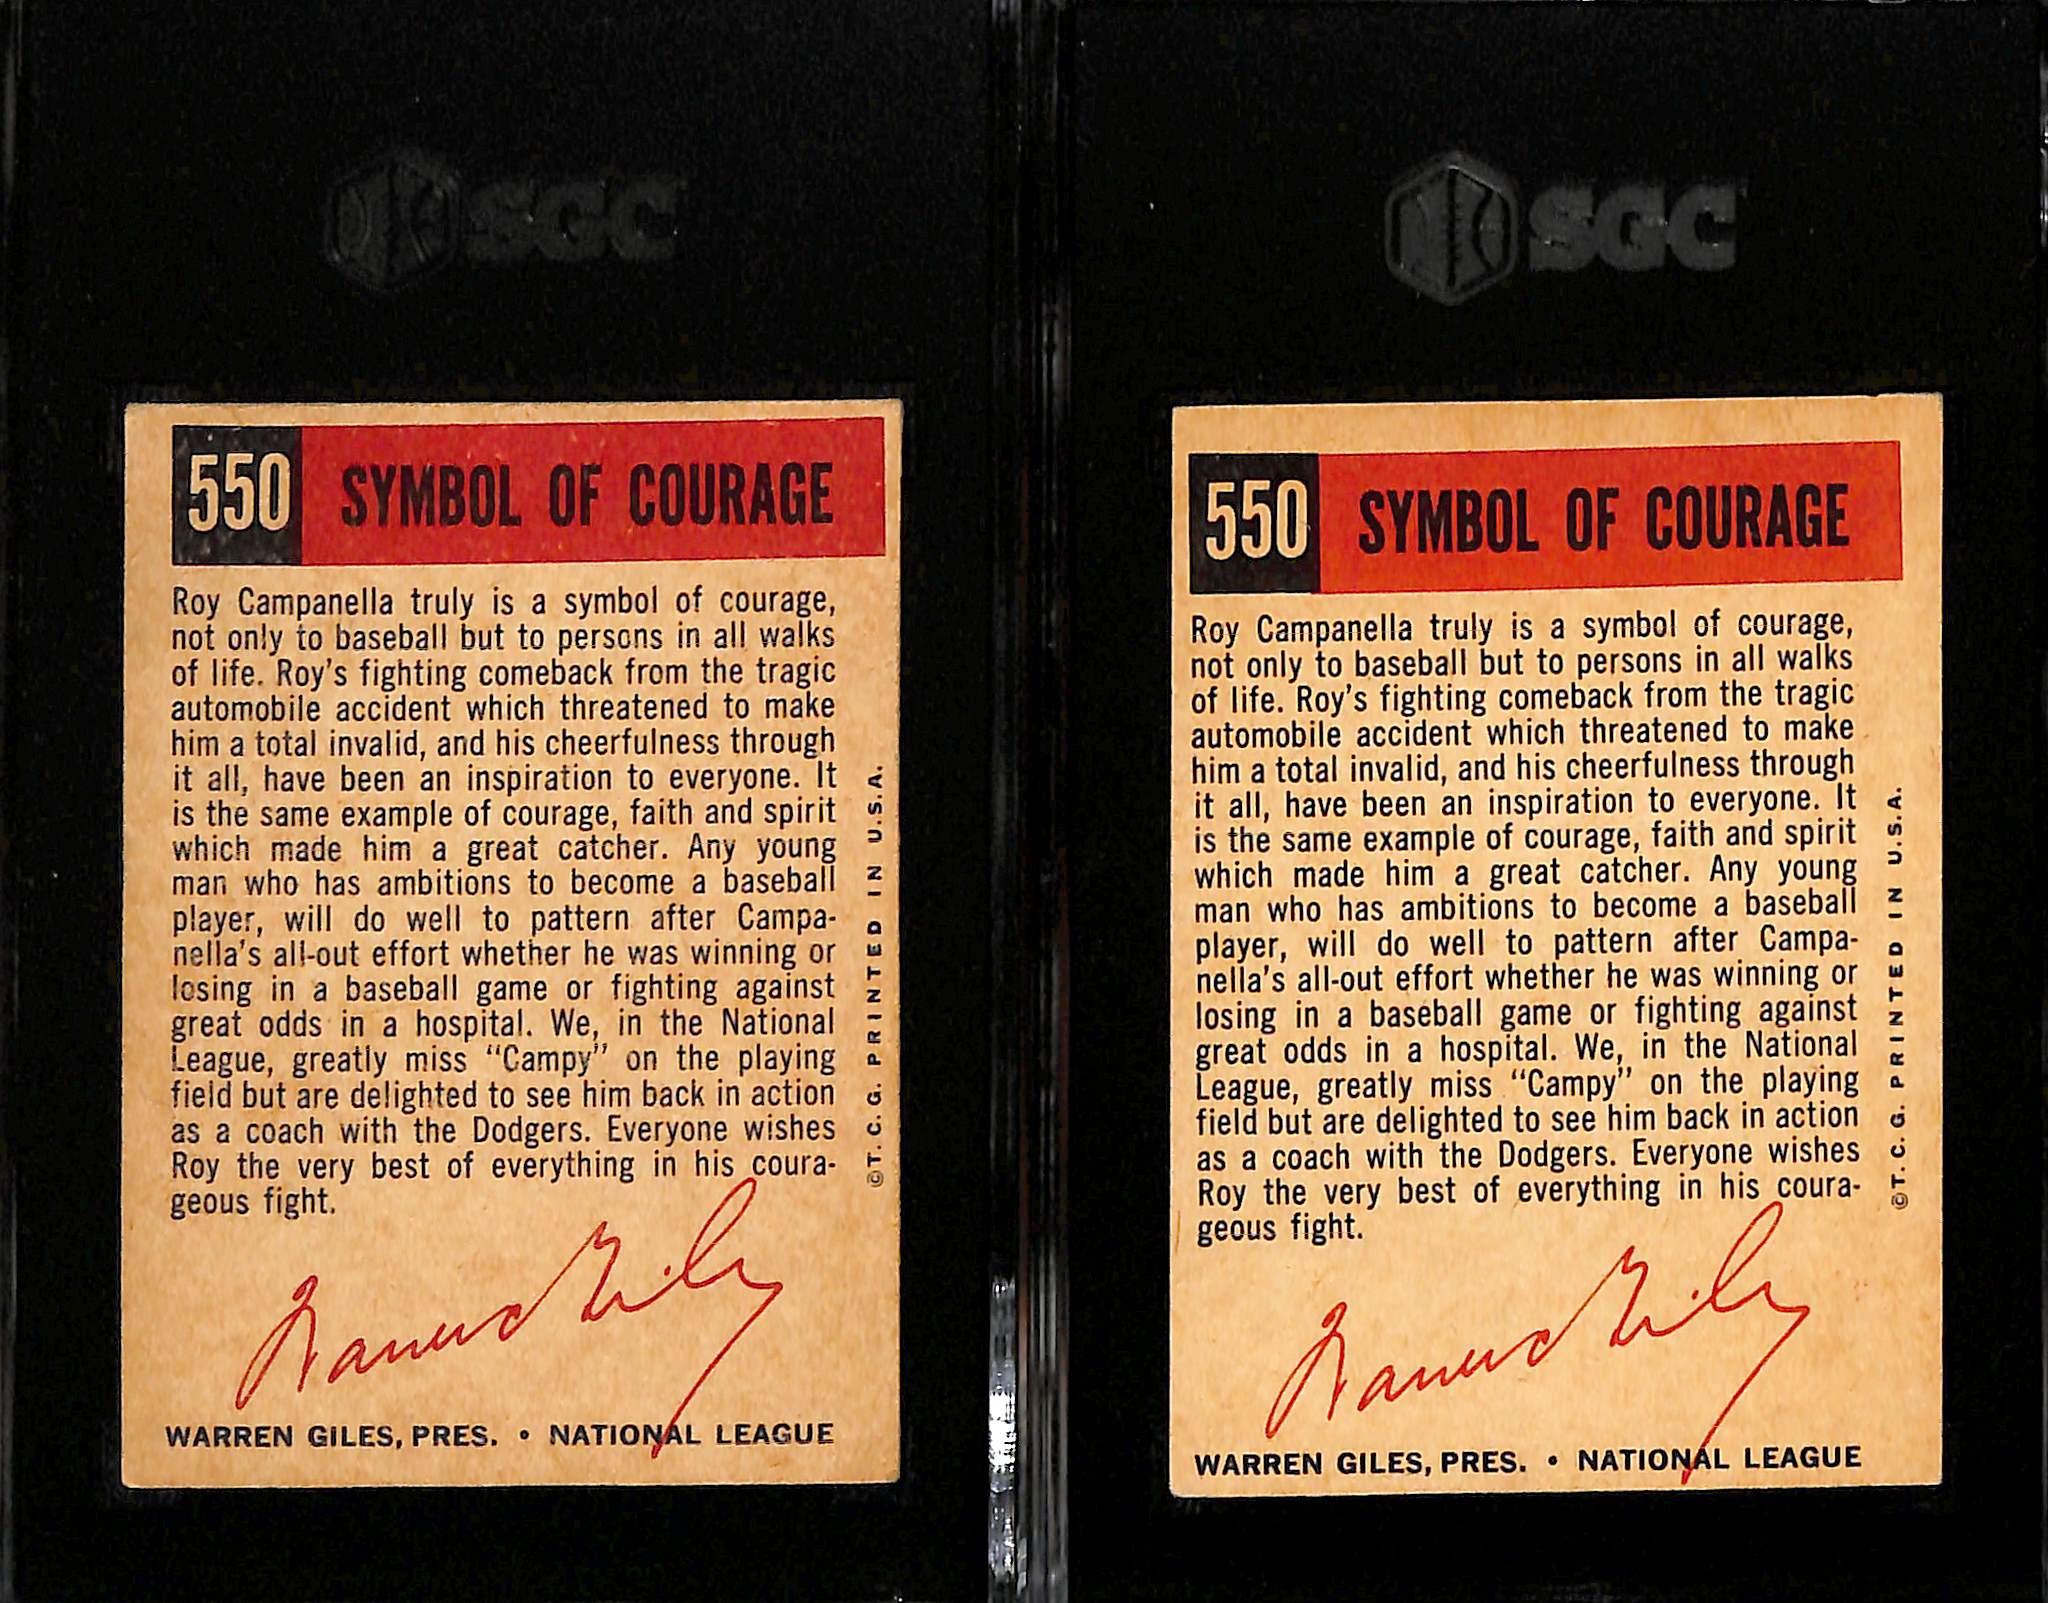 SGC
550 SYMBOL OF COURAGE
Roy Campanella truly is a symbol of courage,
not only to baseball but to persons in all walks
of life. Roy's fighting comeback from the tragic
automobile accident which threatened to make
him a total invalid, and his cheerfulness through
it all, have been an inspiration to everyone. It
is the same example of courage, faith and spirit
which made him a great catcher. Any young
man who has ambitions to become a baseball
player, will do well to pattern after Campa-
nella's all-out effort whether he was winning or
losing in a baseball game or fighting against
great odds in a hospital. We, in the National
League, greatly miss "Campy" on the playing
field but are delighted to see him back in action
as a coach with the Dodgers. Everyone wishes
Roy the very best of everything in his coura-
geous fight.
©T. C. G. PRINTED IN U.S.A.
Warren Giles
WARREN GILES, PRES. • NATIONAL LEAGUE
SGC
550 SYMBOL OF COURAGE
Roy Campanella truly is a symbol of courage,
not only to baseball but to persons in all walks
of life. Roy's fighting comeback from the tragic
automobile accident which threatened to make
him a total invalid, and his cheerfulness through
it all, have been an inspiration to everyone. It
is the same example of courage, faith and spirit
which made him a great catcher. Any young
man who has ambitions to become a baseball
player, will do well to pattern after Campa-
nella's all-out effort whether he was winning or
losing in a baseball game or fighting against
great odds in a hospital. We, in the National
League, greatly miss "Campy" on the playing
field but are delighted to see him back in action
as a coach with the Dodgers. Everyone wishes
Roy the very best of everything in his coura-
geous fight.
©T. C. G. PRINTED IN U.S.A.
Warren Giles
WARREN GILES, PRES. • NATIONAL LEAGUE